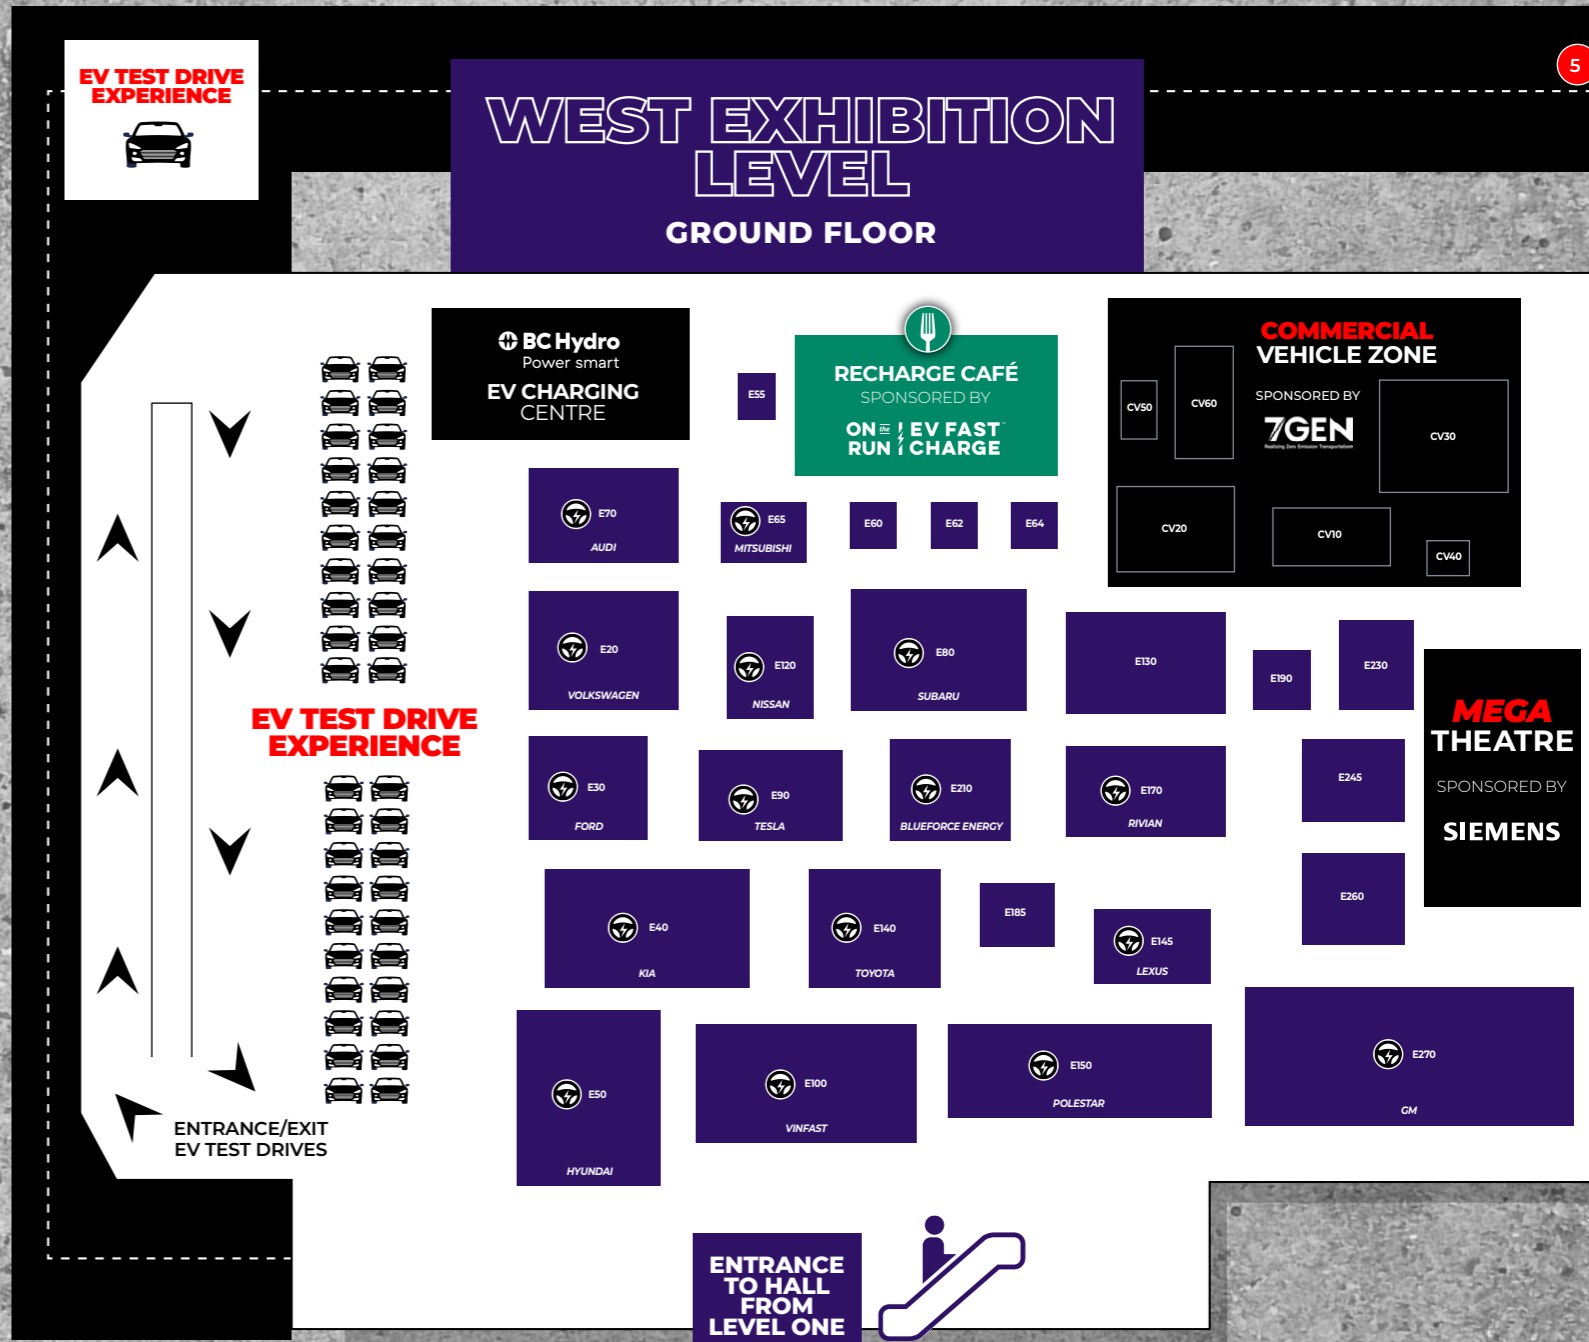 EV TEST DRIVE
EXPERIENCE
WEST EXHIBITION
LEVEL
GROUND FLOOR
5
BC Hydro
Power smart
EV CHARGING
CENTRE
E55
RECHARGE CAFÉ
SPONSORED BY
ON the RUN
EV FAST CHARGE
COMMERCIAL
VEHICLE ZONE
SPONSORED BY
7GEN
Realizing Zero Emission Transportation
CV50
CV60
CV30
CV20
CV10
CV40
E70
AUDI
E65
MITSUBISHI
E60
E62
E64
E20
VOLKSWAGEN
E120
NISSAN
E80
SUBARU
E130
E190
E230
MEGA
THEATRE
SPONSORED BY
SIEMENS
EV TEST DRIVE
EXPERIENCE
E30
FORD
E90
TESLA
E210
BLUEFORCE ENERGY
E170
RIVIAN
E245
E260
E40
KIA
E140
TOYOTA
E185
E145
LEXUS
E50
HYUNDAI
E100
VINFAST
E150
POLESTAR
E270
GM
ENTRANCE/EXIT
EV TEST DRIVES
ENTRANCE
TO HALL
FROM
LEVEL ONE